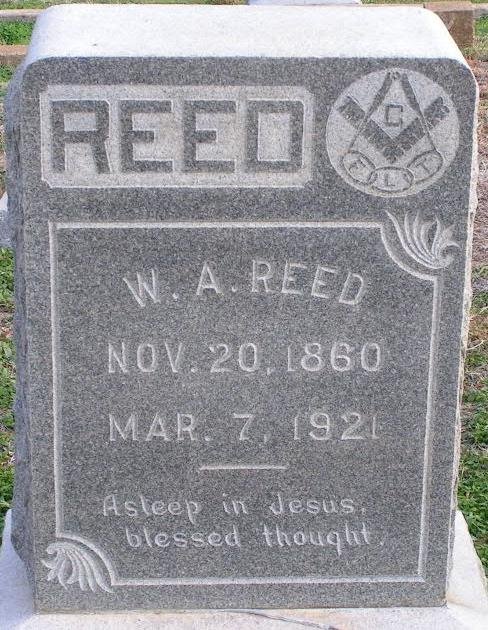 REED
G
F L T
W. A. REED
NOV. 20, 1860
MAR. 7, 1921
Asleep in Jesus,
blessed thought.